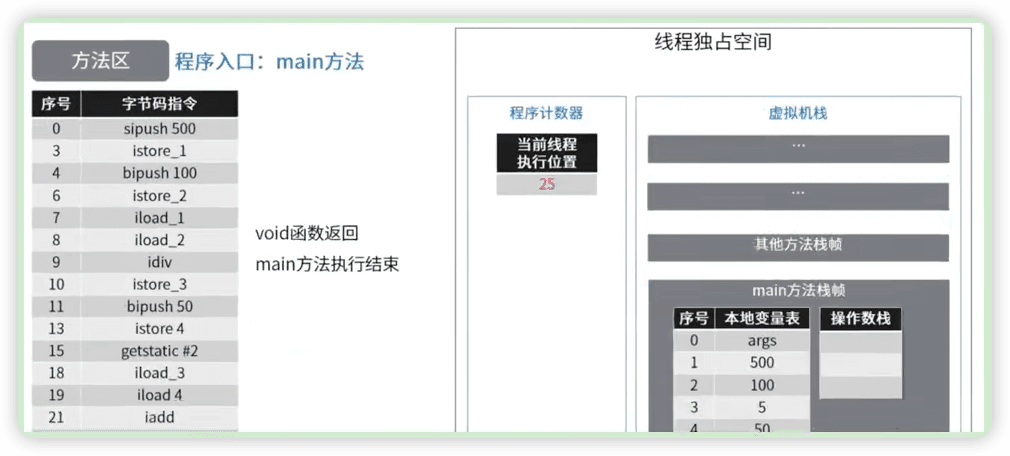 方法区 程序入口：main方法
序号 字节码指令
0 sipush 500
3 istore_1
4 bipush 100
6 istore_2
7 iload_1
8 iload_2
9 idiv
10 istore_3
11 bipush 50
13 istore 4
15 getstatic #2
18 iload_3
19 iload 4
21 iadd
void函数返回
main方法执行结束
线程独占空间
程序计数器
当前线程
执行位置
25
虚拟机栈
...
...
其他方法栈帧
main方法栈帧
序号 本地变量表 操作数栈
0 args
1 500
2 100
3 5
4 50